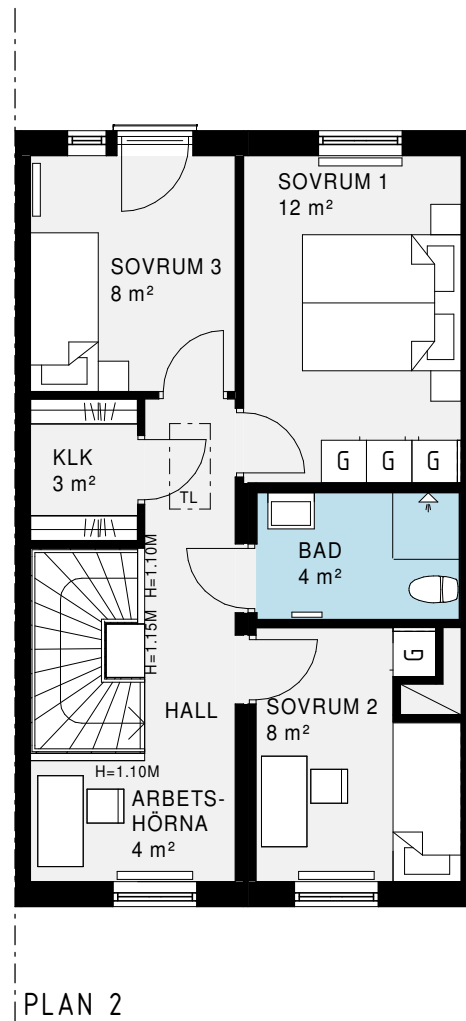 SOVRUM 1
12 m²
SOVRUM 3
8 m²
G G G
KLK
3 m²
TL
BAD
4 m²
H=1.10M
H=1.15M
G
HALL
SOVRUM 2
8 m²
H=1.10M
ARBETS-
HÖRNA
4 m²
PLAN 2